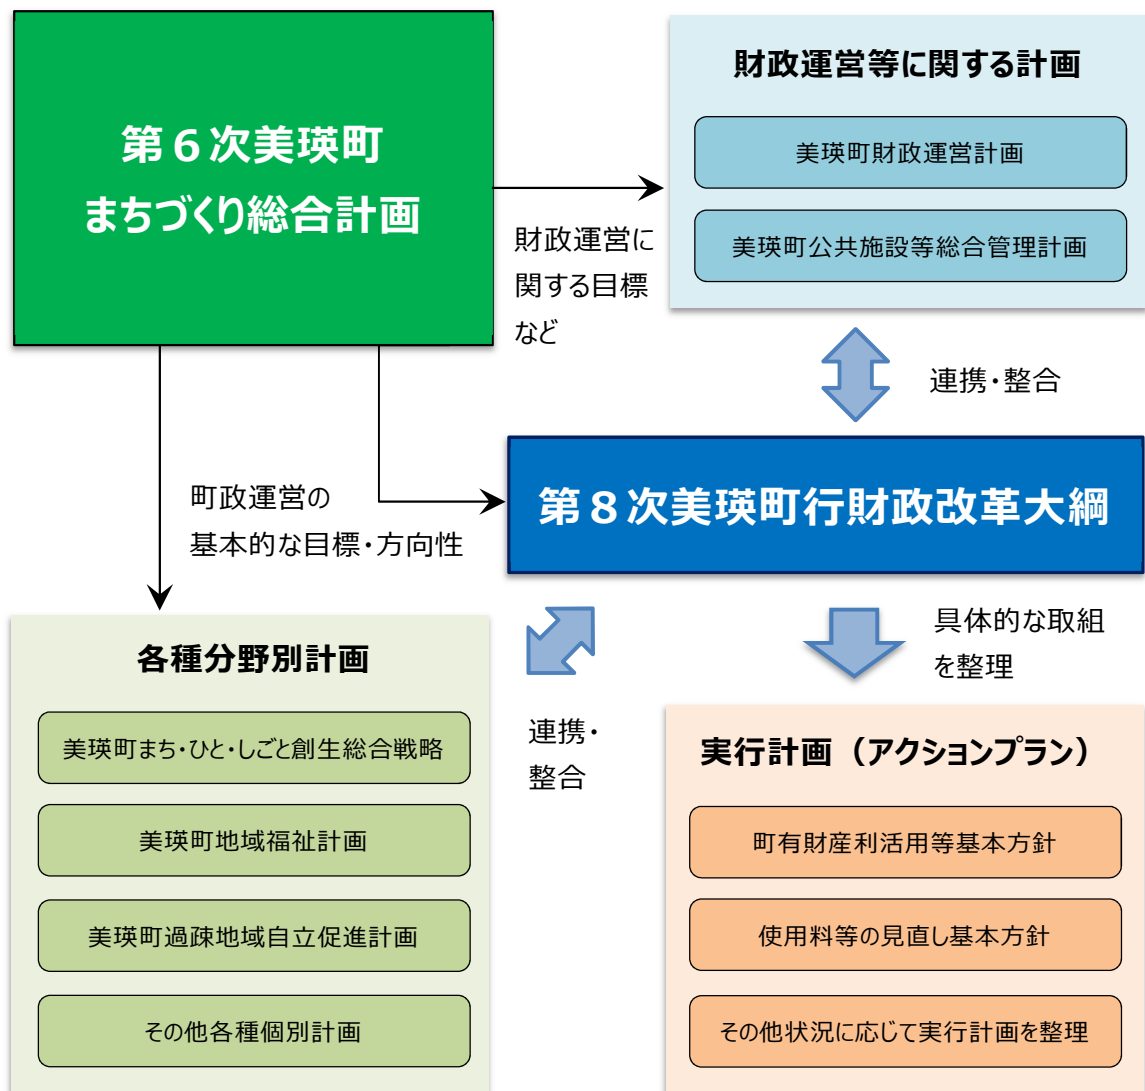 第６次美瑛町
まちづくり総合計画
財政運営等に関する計画
美瑛町財政運営計画
美瑛町公共施設等総合管理計画
財政運営に
関する目標
など
連携・整合
町政運営の
基本的な目標・方向性
第８次美瑛町行財政改革大綱
具体的な取組
を整理
各種分野別計画
美瑛町まち・ひと・しごと創生総合戦略
美瑛町地域福祉計画
美瑛町過疎地域自立促進計画
その他各種個別計画
連携・
整合
実行計画（アクションプラン）
町有財産利活用等基本方針
使用料等の見直し基本方針
その他状況に応じて実行計画を整理